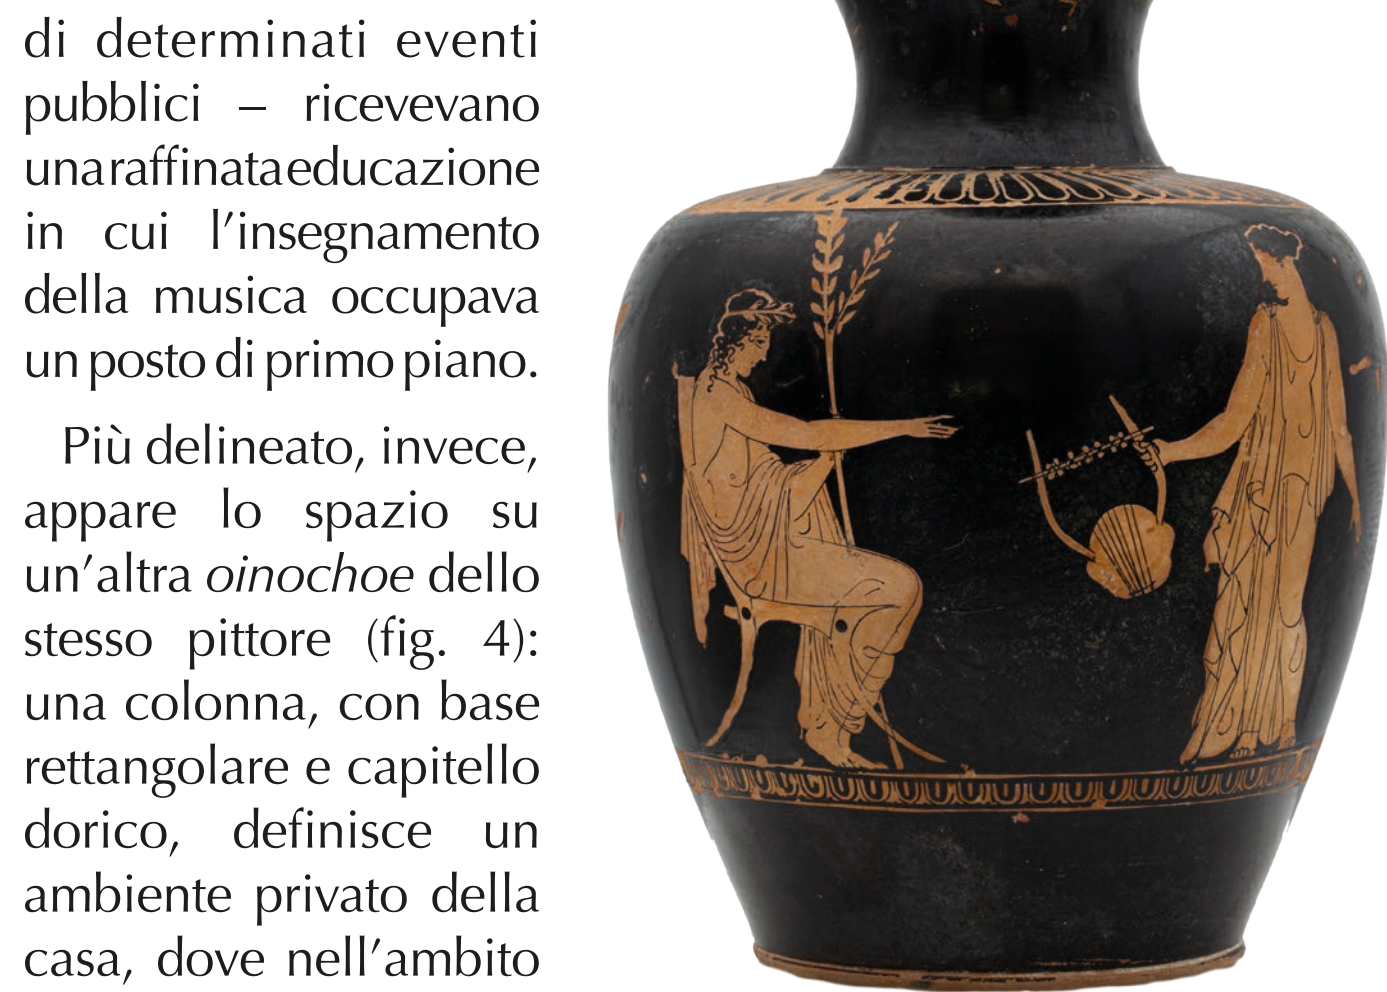 di determinati eventi
pubblici – ricevevano
una raffinata educazione
in cui l’insegnamento
della musica occupava
un posto di primo piano.
Più delineato, invece,
appare lo spazio su
un’altra oinochoe dello
stesso pittore (fig. 4):
una colonna, con base
rettangolare e capitello
dorico, definisce un
ambiente privato della
casa, dove nell’ambito